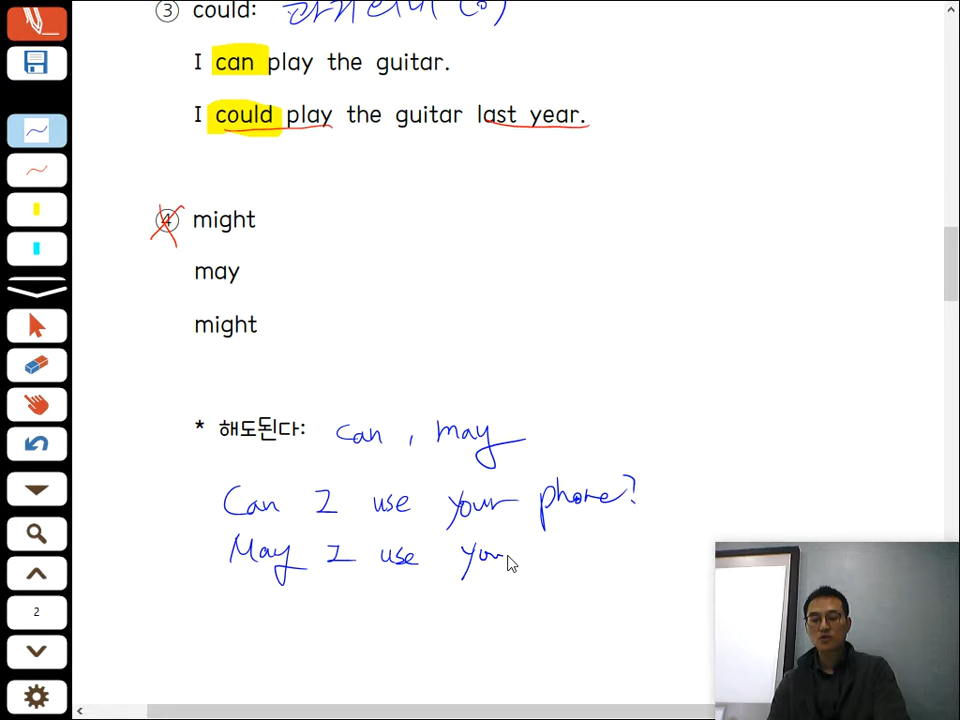 ③ could:
I can play the guitar.
I could play the guitar last year.
④ might
may
might
* 해도된다: can, may
Can I use your phone?
May I use you
2